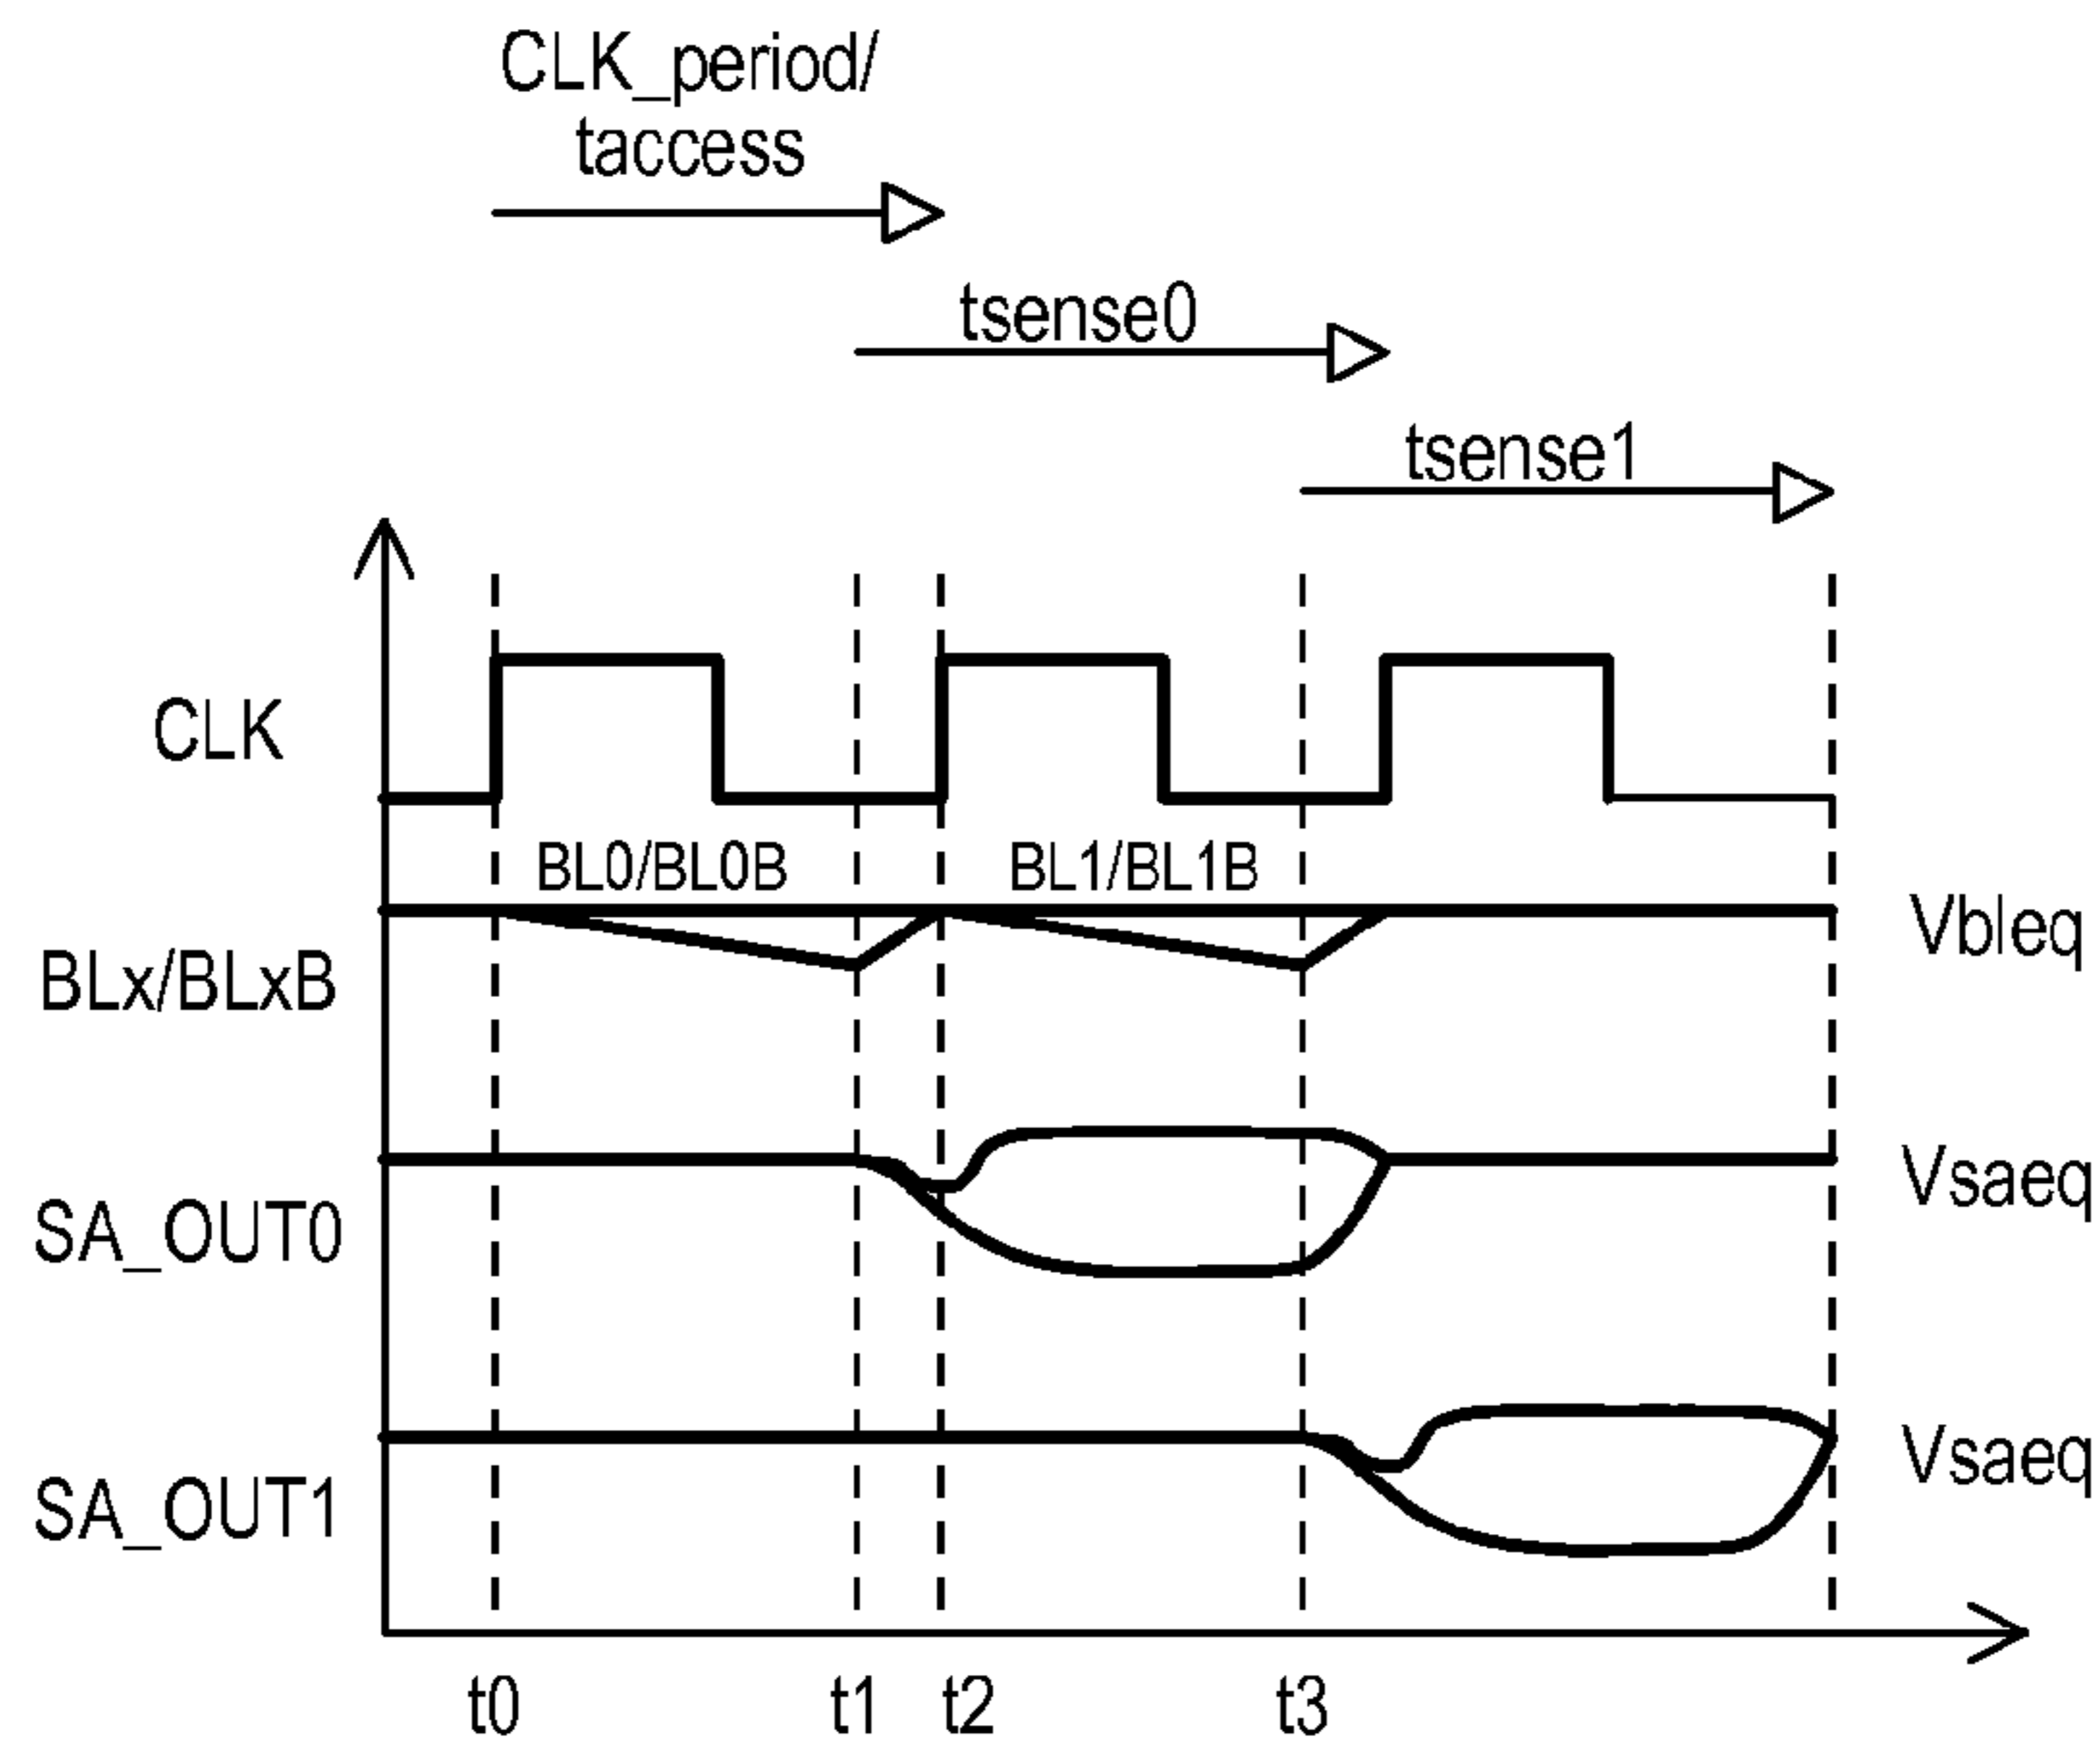 CLK_period/
taccess
tsense0
tsense1
CLK
BL0/BL0B
BL1/BL1B
BLx/BLxB
Vbleq
SA_OUT0
Vsaeq
SA_OUT1
Vsaeq
t0
t1
t2
t3